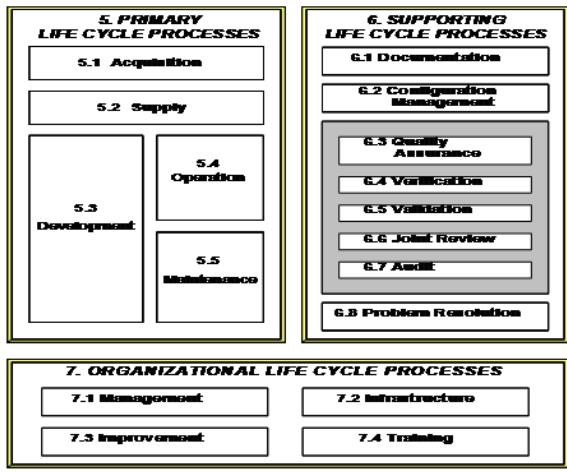 5. PRIMARY
LIFE CYCLE PROCESSES
5.1 Acquisition
5.2 Supply
5.3
Development
5.4
Operation
5.5
Maintenance
6. SUPPORTING
LIFE CYCLE PROCESSES
6.1 Documentation
6.2 Configuration
Management
6.3 Quality
Assurance
6.4 Verification
6.5 Validation
6.6 Joint Review
6.7 Audit
6.8 Problem Resolution
7. ORGANIZATIONAL LIFE CYCLE PROCESSES
7.1 Management
7.2 Infrastructure
7.3 Improvement
7.4 Training